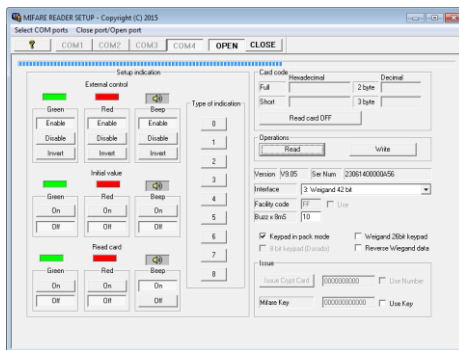 MIFARE READER SETUP - Copyright (C) 2015
Select COM ports Close port/Open port
? COM1 COM2 COM3 COM4 OPEN CLOSE
Setup indication
External control
Green Red Beep
Enable Enable Enable
Disable Disable Disable
Invert Invert Invert
Initial value
Green Red Beep
On On On
Off Off Off
Read card
Green Red Beep
On On On
Off Off Off
Type of indication
0
1
2
3
4
5
6
7
8
Card code
Hexadecimal Decimal
Full 2 byte
Short 3 byte
Read card OFF
Operations
Read Write
Version V9.05 Ser Num 23061400000A56
Interface 3: Weigand 42 bit
Facility code FF Use
Buzz x 8mS 10
Keypad in pack mode Weigand 26bit keypad
8-bit keypad (Dorado) Reverse Wiegand data
Issue
Issue Crypt Card 0000000000 Use Number
Mifare Key 000000000000 Use Key